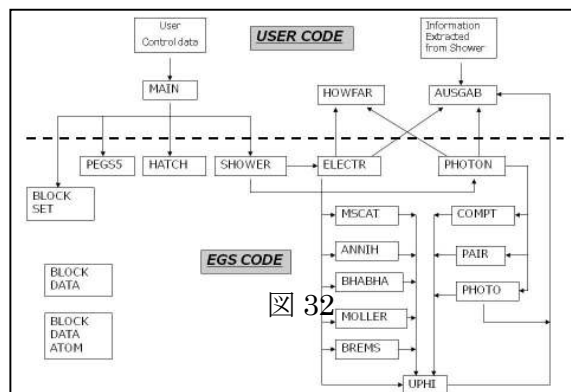 User
Control data
USER CODE
Information
Extracted
from Shower
MAIN
HOWFAR
AUSGAB
PEGS5
HATCH
SHOWER
ELECTR
PHOTON
BLOCK
SET
MSCAT
COMPT
ANNIH
PAIR
EGS CODE
BHABHA
PHOTO
BLOCK
DATA
図 32
MOLLER
BLOCK
DATA
ATOM
BREMS
UPHI